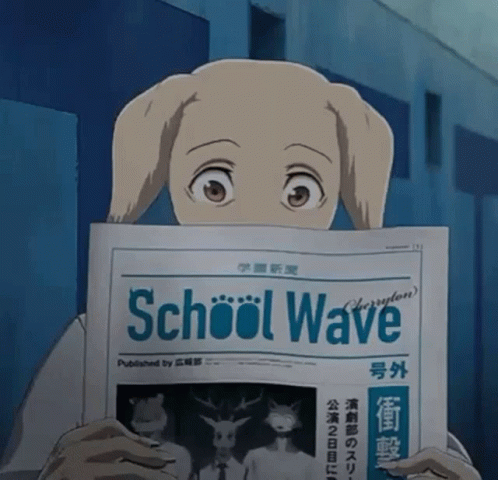 学園新聞
School Wave
(Cherryton)
Published by 広報部
号外
衝撃
演劇部のスリ
公演2日目に